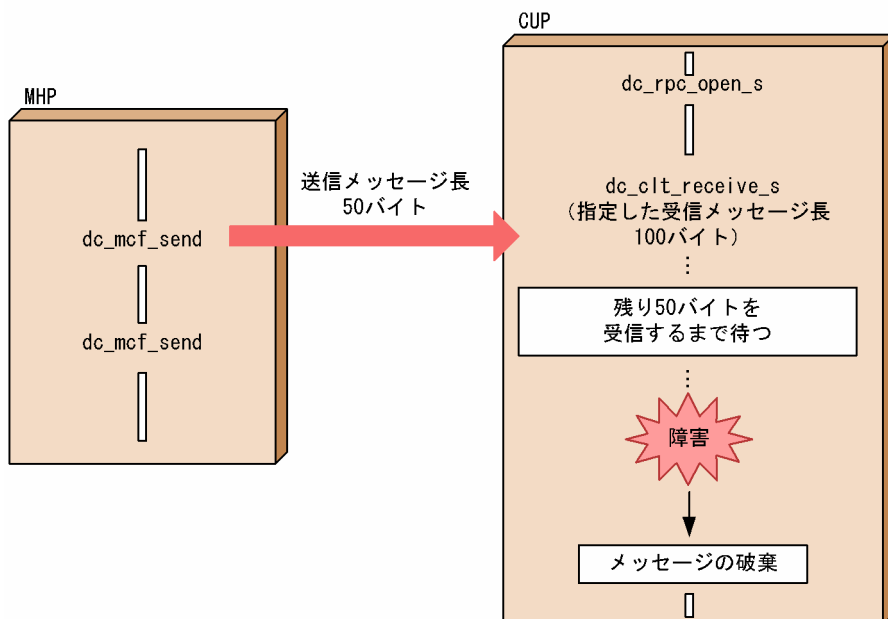 MHP
dc_mcf_send
dc_mcf_send
送信メッセージ長
50バイト
CUP
dc_rpc_open_s
dc_clt_receive_s
(指定した受信メッセージ長
100バイト)
残り50バイトを
受信するまで待つ
障害
メッセージの破棄